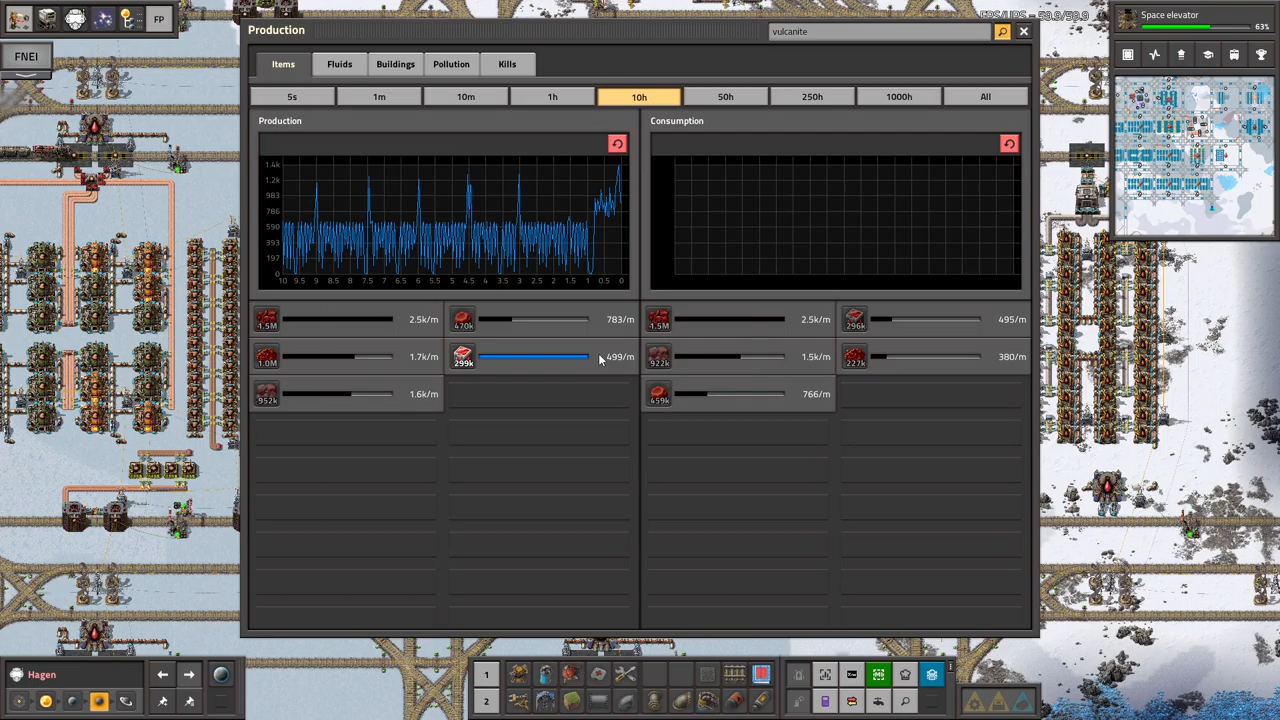 FP
Production
vulcanite
Space elevator
63%
FNEI
Items Fluids Buildings Pollution Kills
5s 1m 10m 10h 50h 250h 1000h All
Production
Consumption
1.4k
1.2k
983
786
590
393
197
0
10 9.5 9 8.5 8 7.5 7 6.5 6 5.5 5 4.5 4 3.5 3 2.5 2 1.5 1 0.5 0
1.5M 2.5k/m 470k 783/m 1.5M 2.5k/m 296k 495/m
1.0M 1.7k/m 299k 499/m 922k 1.5k/m 227k 380/m
952k 1.6k/m 459k 766/m
Hagen
1
2